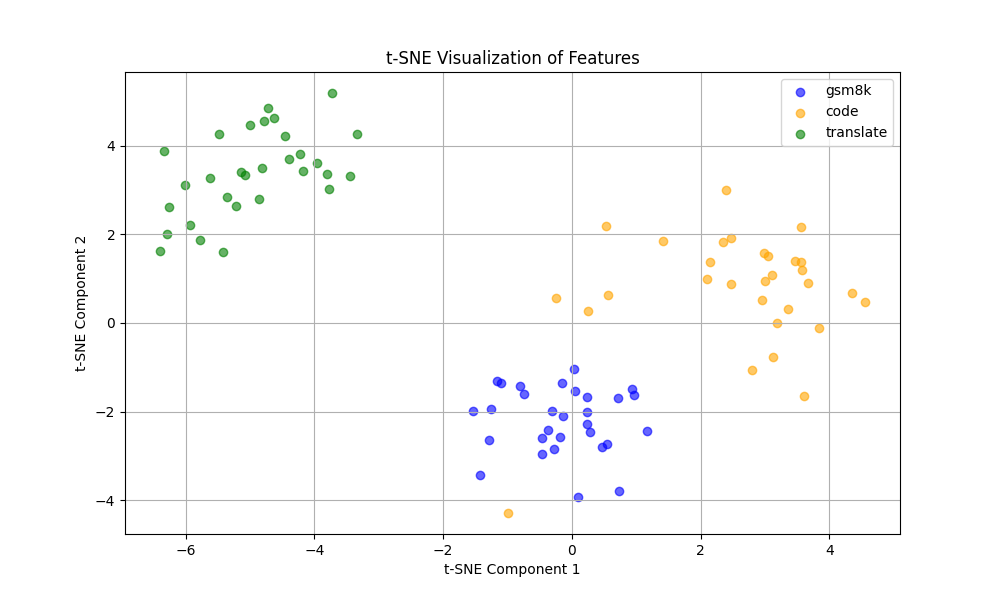 t-SNE Visualization of Features
gsm8k
code
translate
t-SNE Component 2
4
2
0
−2
−4
−6
−4
−2
0
2
4
t-SNE Component 1